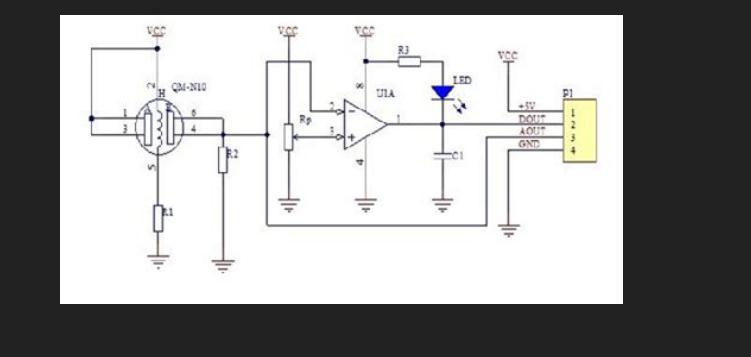 VCC VCC VCC
R3
VCC
QM-N10
LED
P1
2 H
8
U1A
+5V 1
1 6
2 -
DOUT 2
Rp
1
3 4
3 +
AOUT 3
R2
GND 4
C1
5
4
R1